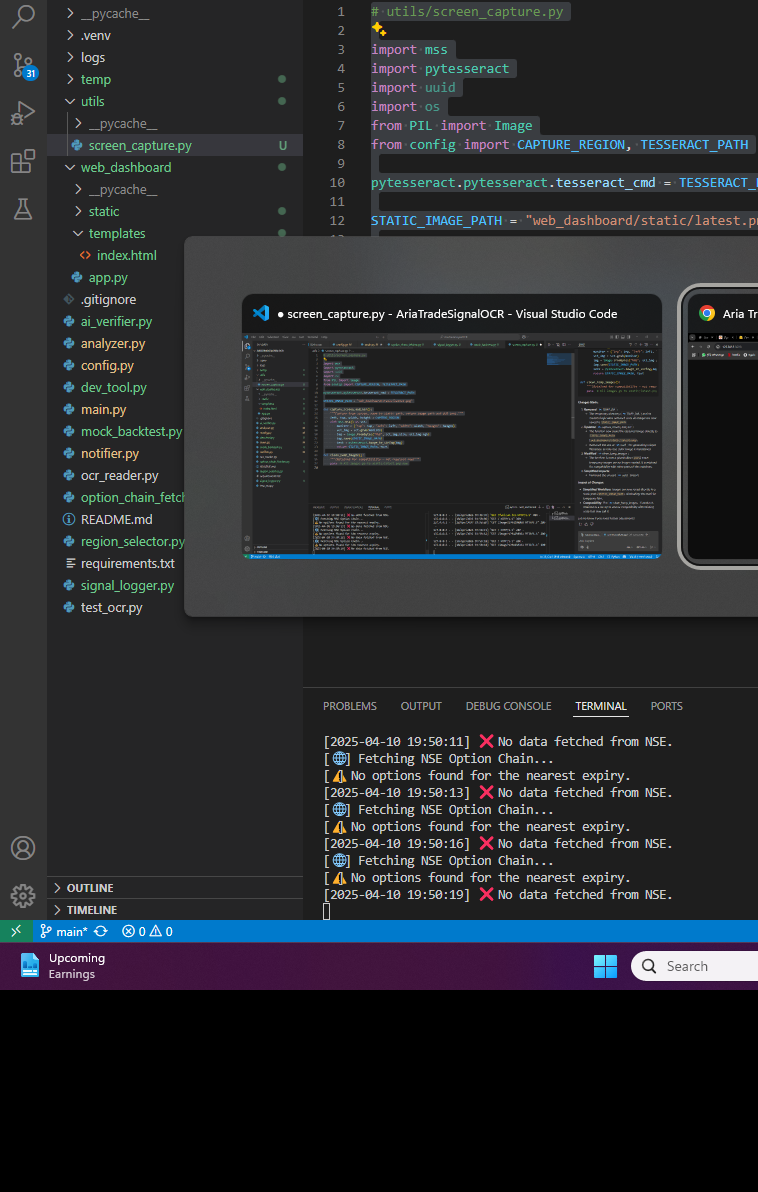 __pycache__
.venv
logs
temp
utils
__pycache__
screen_capture.py U
web_dashboard
__pycache__
static
templates
index.html
app.py
.gitignore
ai_verifier.py
analyzer.py
config.py
dev_tool.py
main.py
mock_backtest.py
notifier.py
ocr_reader.py
option_chain_fetch
README.md
region_selector.py
requirements.txt
signal_logger.py
test_ocr.py
OUTLINE
TIMELINE
31
1 # utils/screen_capture.py
2
3 import mss
4 import pytesseract
5 import uuid
6 import os
7 from PIL import Image
8 from config import CAPTURE_REGION, TESSERACT_PATH
9
10 pytesseract.pytesseract.tesseract_cmd = TESSERACT_
11
12 STATIC_IMAGE_PATH = "web_dashboard/static/latest.pn
● screen_capture.py - AriaTradeSignalOCR - Visual Studio Code
Aria Tr
PROBLEMS OUTPUT DEBUG CONSOLE TERMINAL PORTS
[2025-04-10 19:50:11] ❌ No data fetched from NSE.
[🌐] Fetching NSE Option Chain...
[⚠️ No options found for the nearest expiry.
[2025-04-10 19:50:13] ❌ No data fetched from NSE.
[🌐] Fetching NSE Option Chain...
[⚠️ No options found for the nearest expiry.
[2025-04-10 19:50:16] ❌ No data fetched from NSE.
[🌐] Fetching NSE Option Chain...
[⚠️ No options found for the nearest expiry.
[2025-04-10 19:50:19] ❌ No data fetched from NSE.
main* 0 0
Upcoming
Earnings
Search